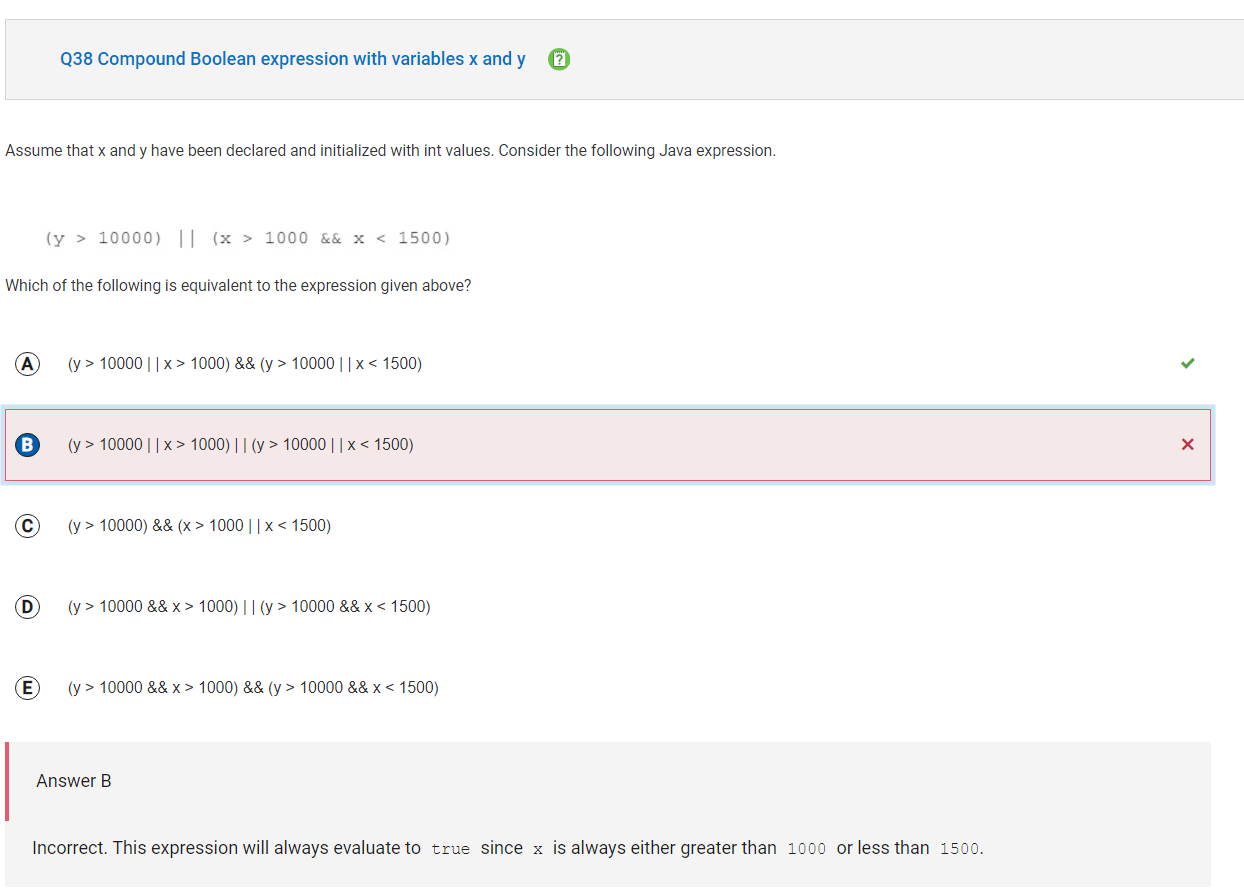 Q38 Compound Boolean expression with variables x and y
Assume that x and y have been declared and initialized with int values. Consider the following Java expression.
(y > 10000) || (x > 1000 && x < 1500)
Which of the following is equivalent to the expression given above?
A (y > 10000 || x > 1000) && (y > 10000 || x < 1500)
B (y > 10000 || x > 1000) || (y > 10000 || x < 1500)
C (y > 10000) && (x > 1000 || x < 1500)
D (y > 10000 && x > 1000) || (y > 10000 && x < 1500)
E (y > 10000 && x > 1000) && (y > 10000 && x < 1500)
Answer B
Incorrect. This expression will always evaluate to true since x is always either greater than 1000 or less than 1500.